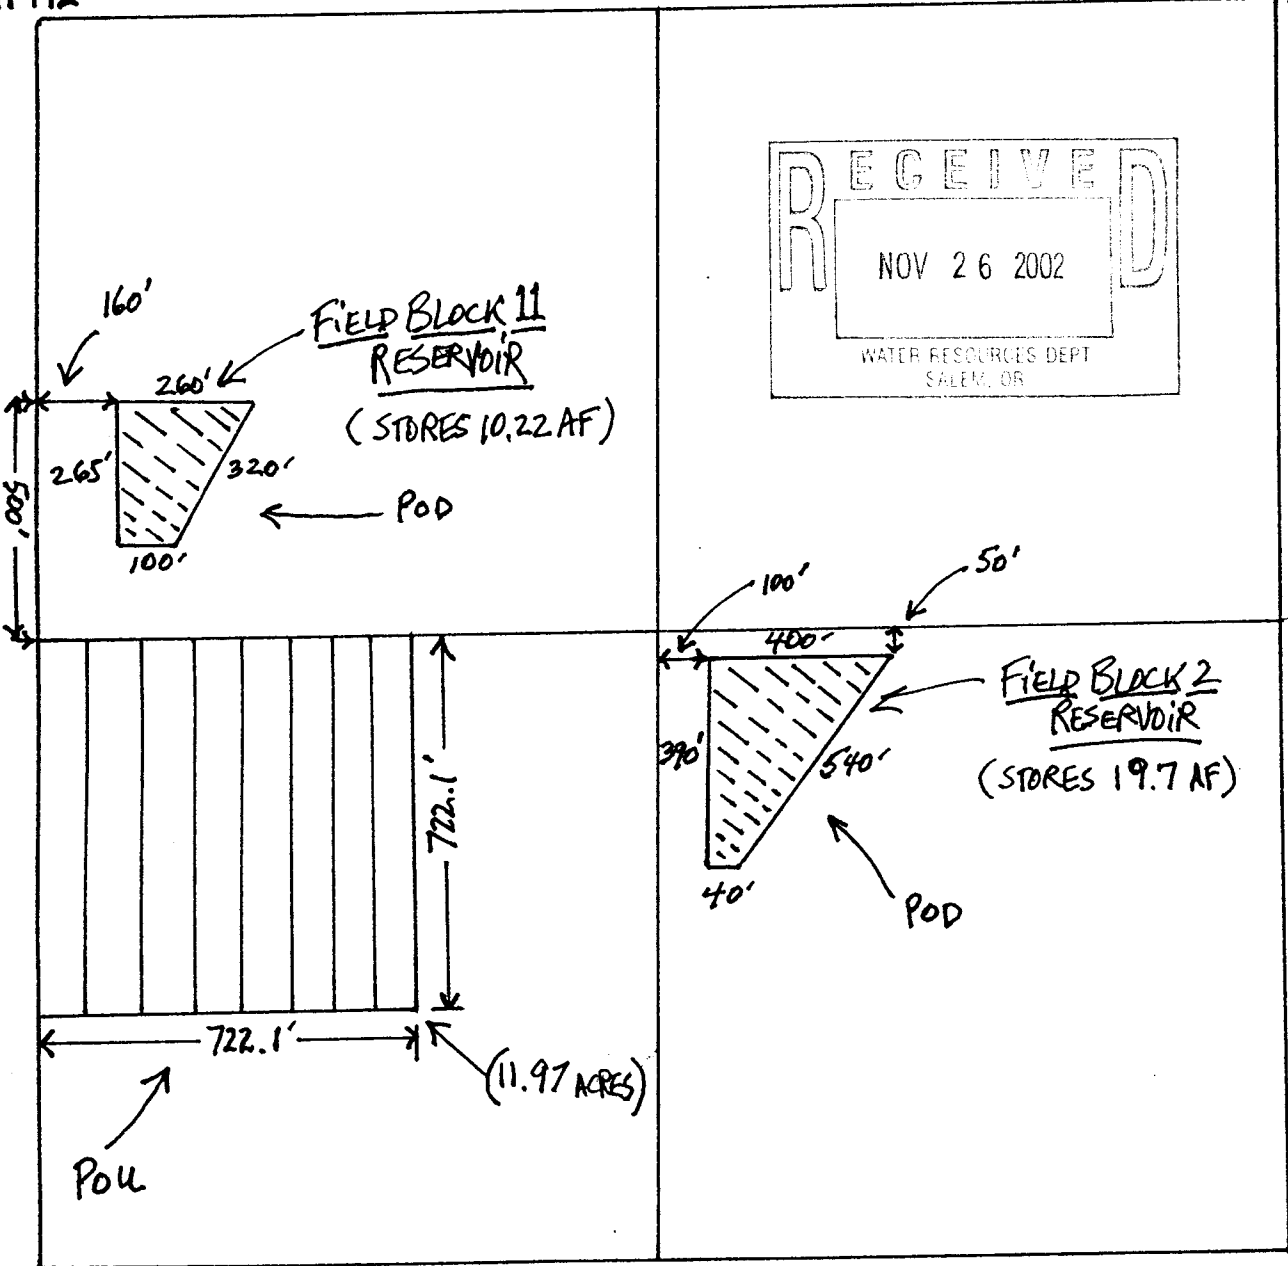 RECEIVED
NOV 26 2002
WATER RESOURCES DEPT
SALEM, OR
160'
FiELD BLOCK 11
RESERVOiR
(STORES 10.22 AF)
260'
265'
320'
100'
500'
POD
100'
50'
400'
FiELD BLOCK 2
RESERVOiR
(STORES 19.7 AF)
390'
540'
40'
POD
722.1'
722.1'
(11.97 ACRES)
POU